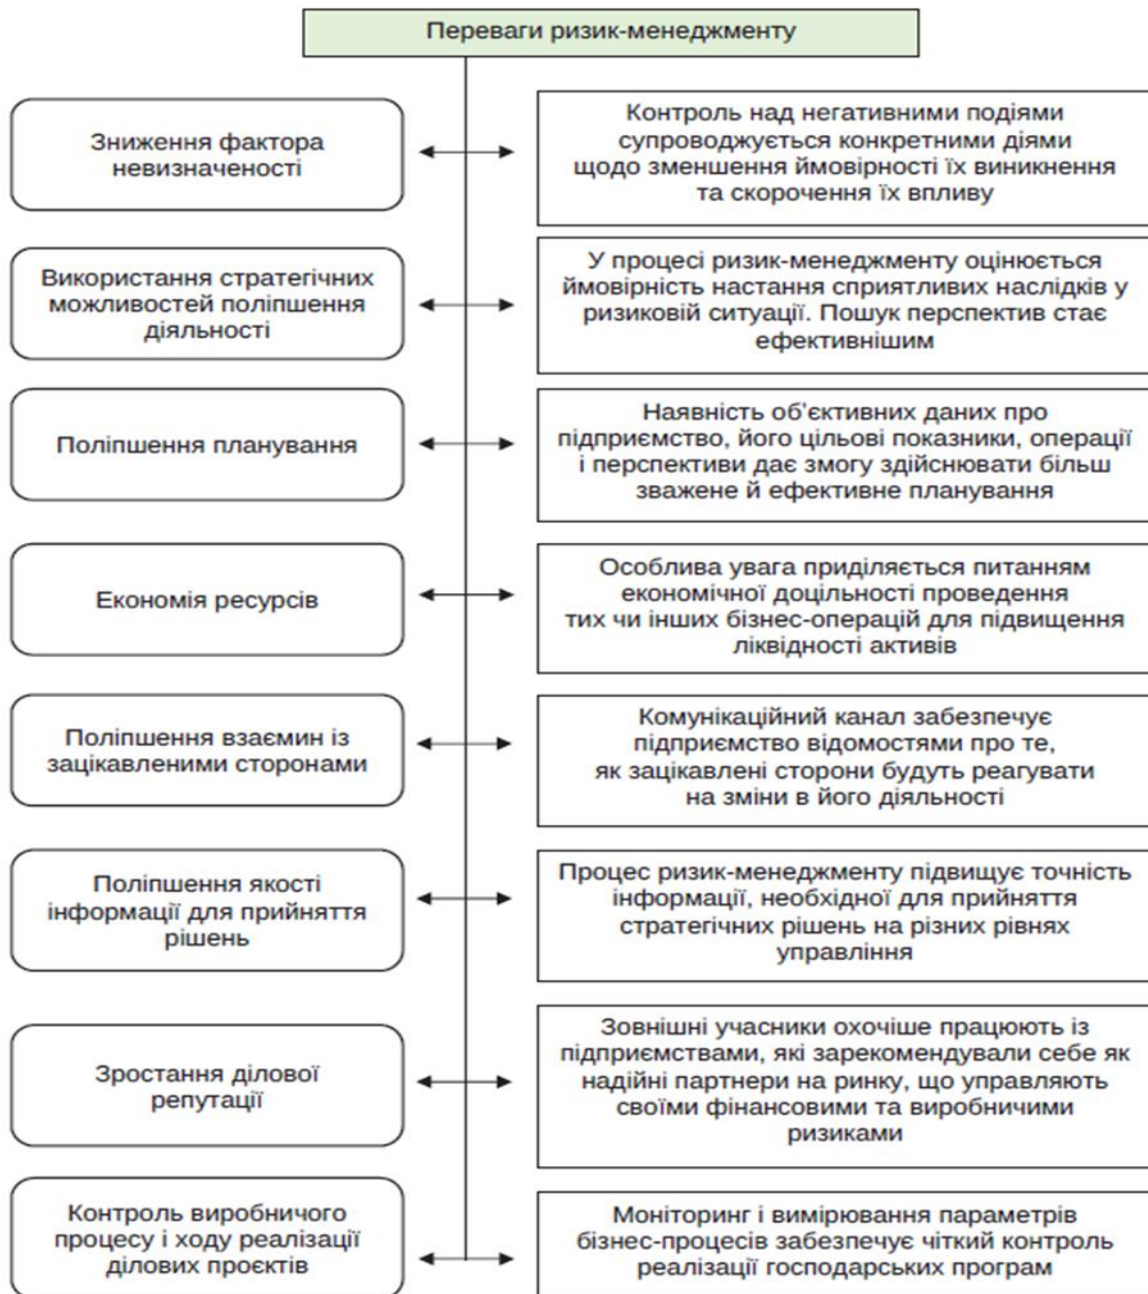 Переваги ризик-менеджменту
Зниження фактора
невизначеності
Контроль над негативними подіями
супроводжується конкретними діями
щодо зменшення ймовірності їх виникнення
та скорочення їх впливу
Використання стратегічних
можливостей поліпшення
діяльності
У процесі ризик-менеджменту оцінюється
ймовірність настання сприятливих наслідків у
ризиковій ситуації. Пошук перспектив стає
ефективнішим
Поліпшення планування
Наявність об’єктивних даних про
підприємство, його цільові показники, операції
і перспективи дає змогу здійснювати більш
зважене й ефективне планування
Економія ресурсів
Особлива увага приділяється питанням
економічної доцільності проведення
тих чи інших бізнес-операцій для підвищення
ліквідності активів
Поліпшення взаємин із
зацікавленими сторонами
Комунікаційний канал забезпечує
підприємство відомостями про те,
як зацікавлені сторони будуть реагувати
на зміни в його діяльності
Поліпшення якості
інформації для прийняття
рішень
Процес ризик-менеджменту підвищує точність
інформації, необхідної для прийняття
стратегічних рішень на різних рівнях
управління
Зростання ділової
репутації
Зовнішні учасники охочіше працюють із
підприємствами, які зарекомендували себе як
надійні партнери на ринку, що управляють
своїми фінансовими та виробничими
ризиками
Контроль виробничого
процесу і ходу реалізації
ділових проєктів
Моніторинг і вимірювання параметрів
бізнес-процесів забезпечує чіткий контроль
реалізації господарських програм